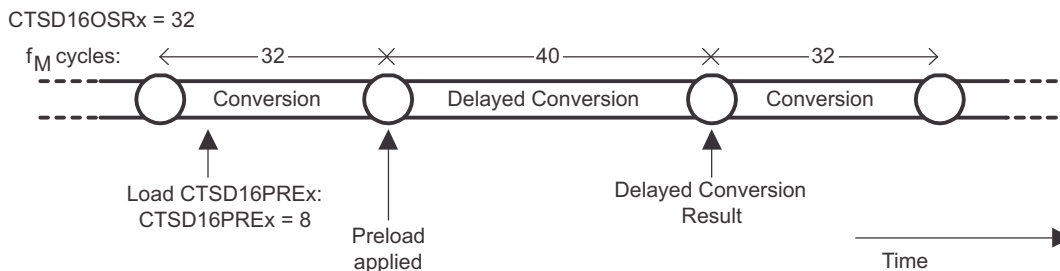 CTSD16OSRx = 32
fM cycles: 32 40 32
Conversion Delayed Conversion Conversion
Load CTSD16PREx:
CTSD16PREx = 8
Preload
applied
Delayed Conversion
Result
Time